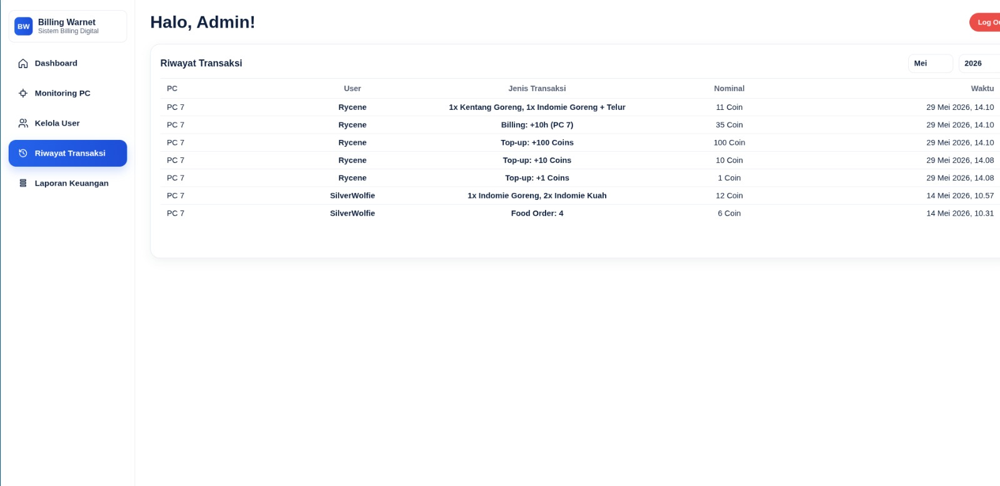 BW
Billing Warnet
Sistem Billing Digital
Dashboard
Monitoring PC
Kelola User
Riwayat Transaksi
Laporan Keuangan
Halo, Admin!
Log
Riwayat Transaksi
Mei 2026
PC User Jenis Transaksi Nominal Waktu
PC 7 Rycene 1x Kentang Goreng, 1x Indomie Goreng + Telur 11 Coin 29 Mei 2026, 14.10
PC 7 Rycene Billing: +10h (PC 7) 35 Coin 29 Mei 2026, 14.10
PC 7 Rycene Top-up: +100 Coins 100 Coin 29 Mei 2026, 14.10
PC 7 Rycene Top-up: +10 Coins 10 Coin 29 Mei 2026, 14.08
PC 7 Rycene Top-up: +1 Coins 1 Coin 29 Mei 2026, 14.08
PC 7 SilverWolfie 1x Indomie Goreng, 2x Indomie Kuah 12 Coin 14 Mei 2026, 10.57
PC 7 SilverWolfie Food Order: 4 6 Coin 14 Mei 2026, 10.31